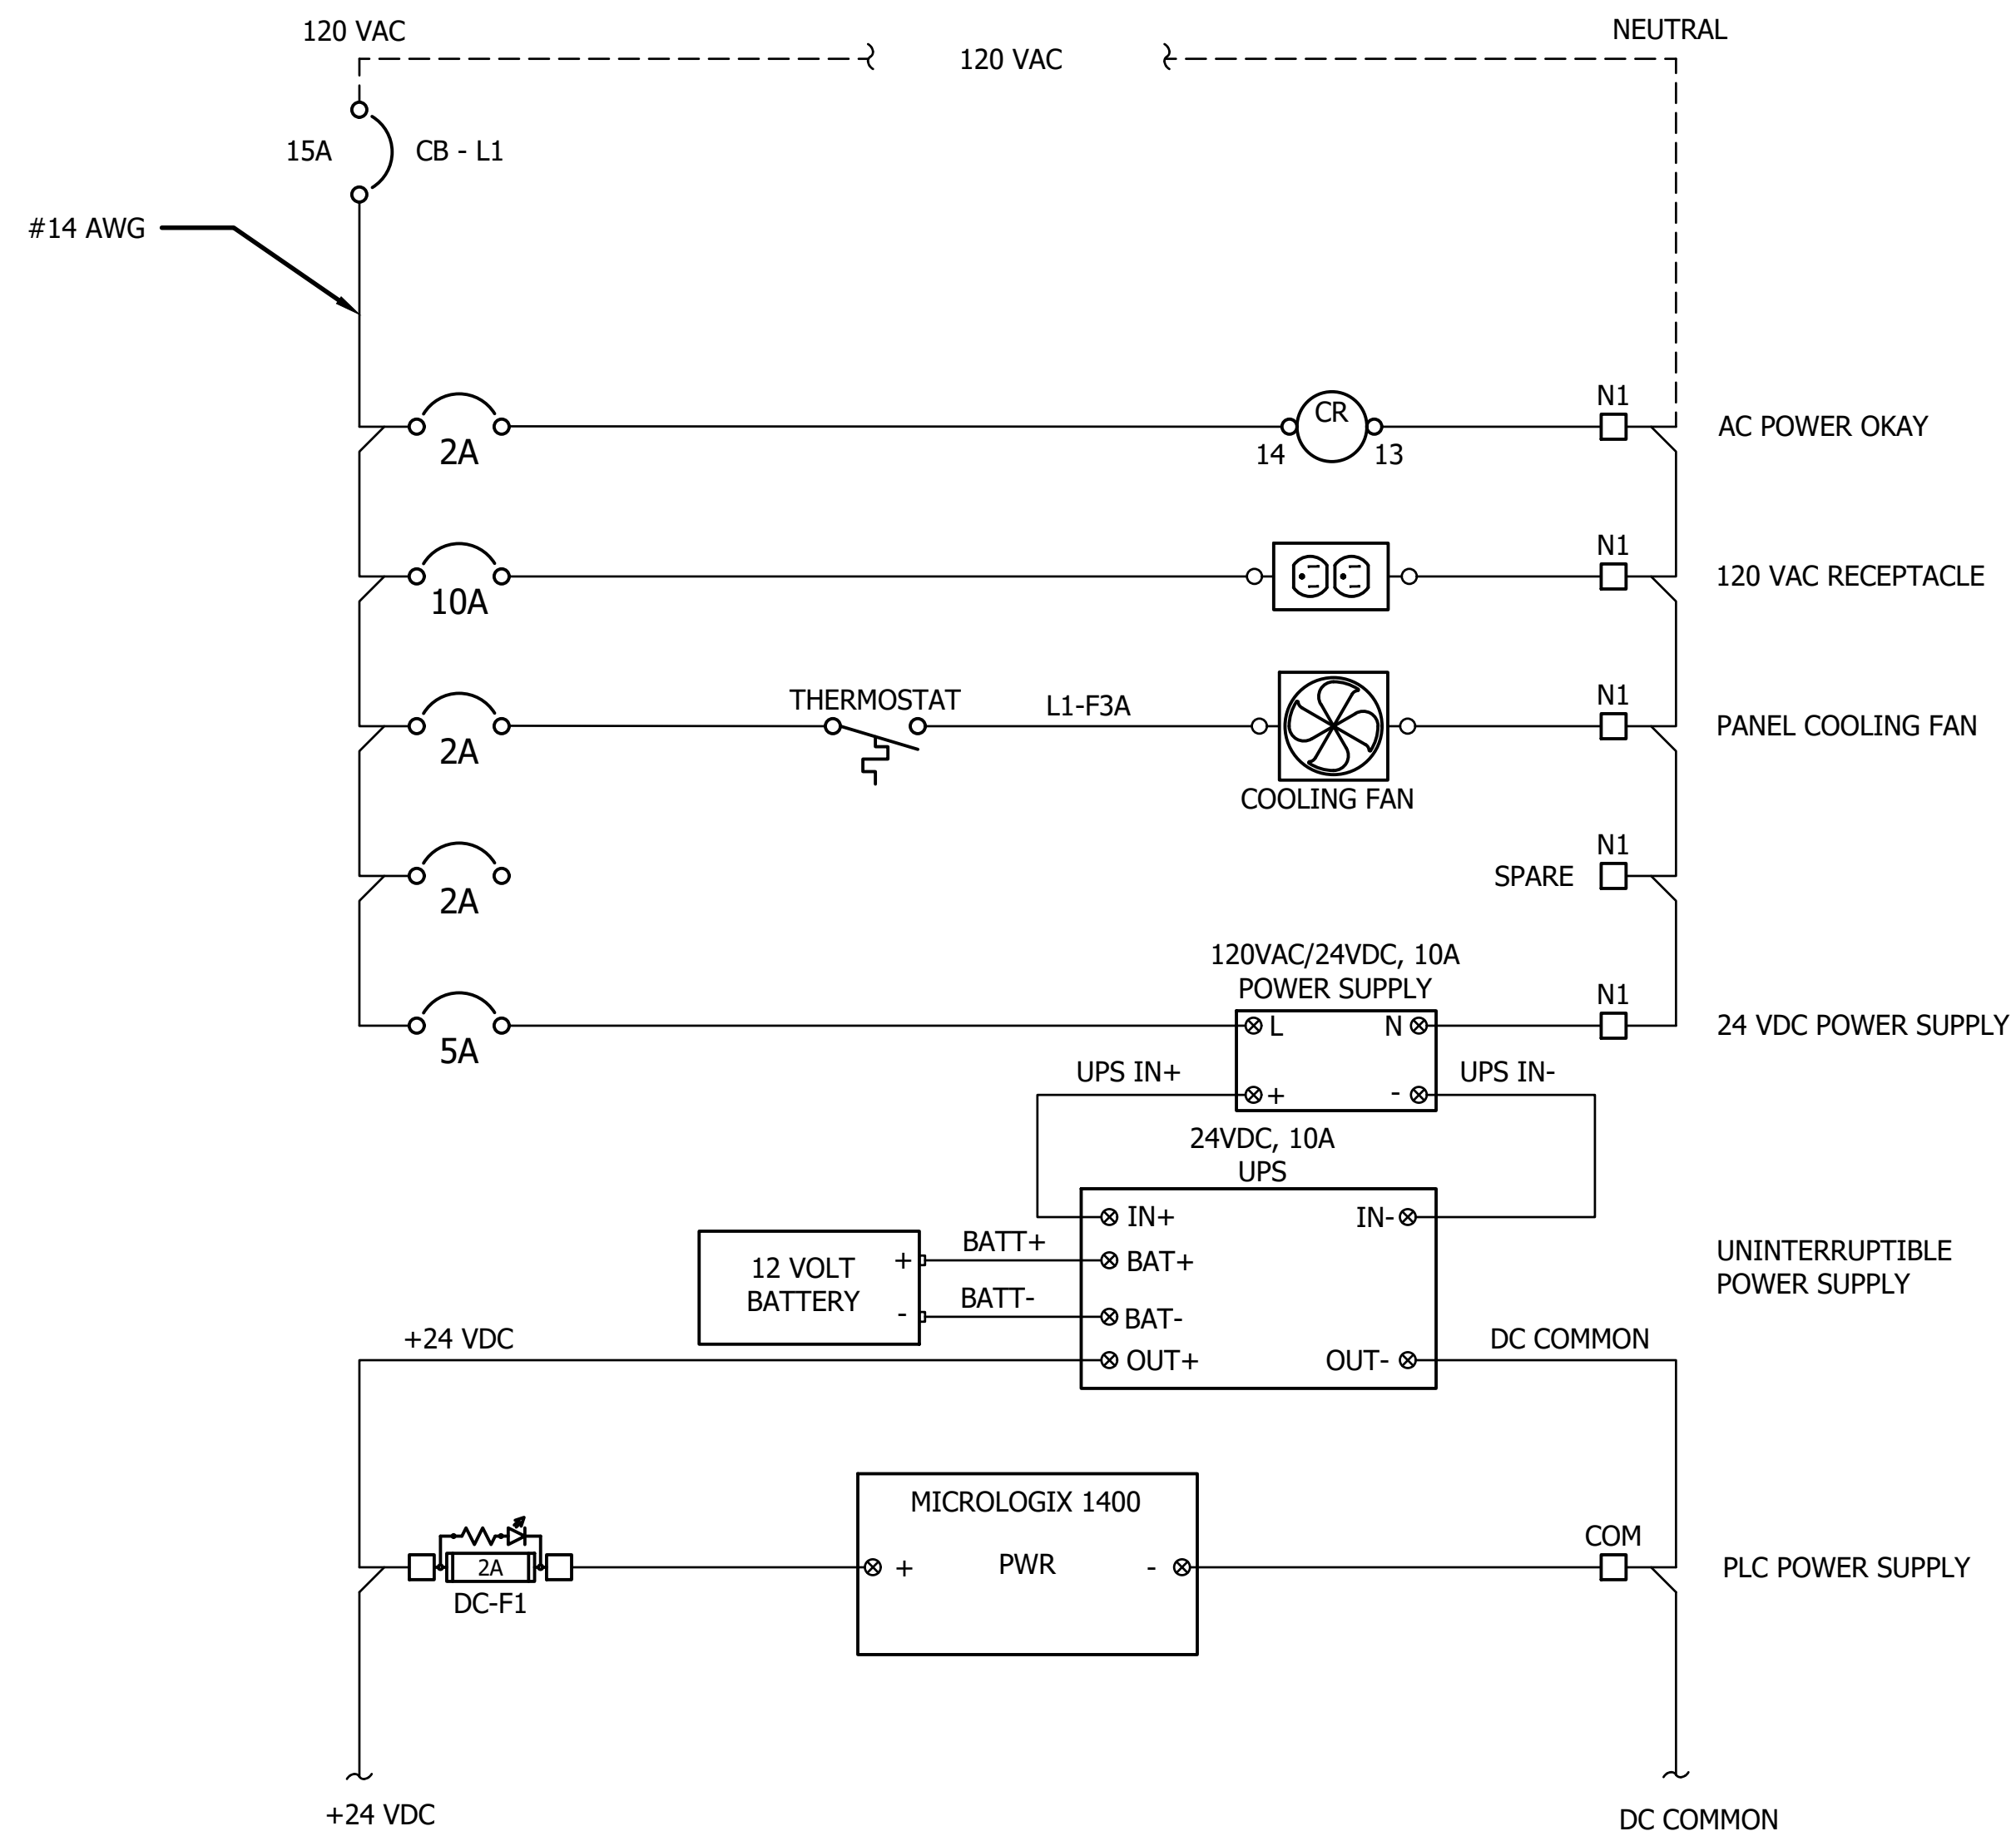 120 VAC
120 VAC
NEUTRAL
15A
CB - L1
#14 AWG
N1
CR
2A
14
13
AC POWER OKAY
N1
10A
120 VAC RECEPTACLE
THERMOSTAT
L1-F3A
N1
2A
PANEL COOLING FAN
COOLING FAN
N1
2A
SPARE
120VAC/24VDC, 10A
POWER SUPPLY
N1
L
N
5A
24 VDC POWER SUPPLY
UPS IN+
UPS IN-
+
-
24VDC, 10A
UPS
IN+
IN-
12 VOLT
BATTERY
+
-
BATT+
BAT+
BATT-
BAT-
UNINTERRUPTIBLE
POWER SUPPLY
+24 VDC
OUT+
OUT-
DC COMMON
MICROLOGIX 1400
COM
2A
DC-F1
+
PWR
-
PLC POWER SUPPLY
+24 VDC
DC COMMON